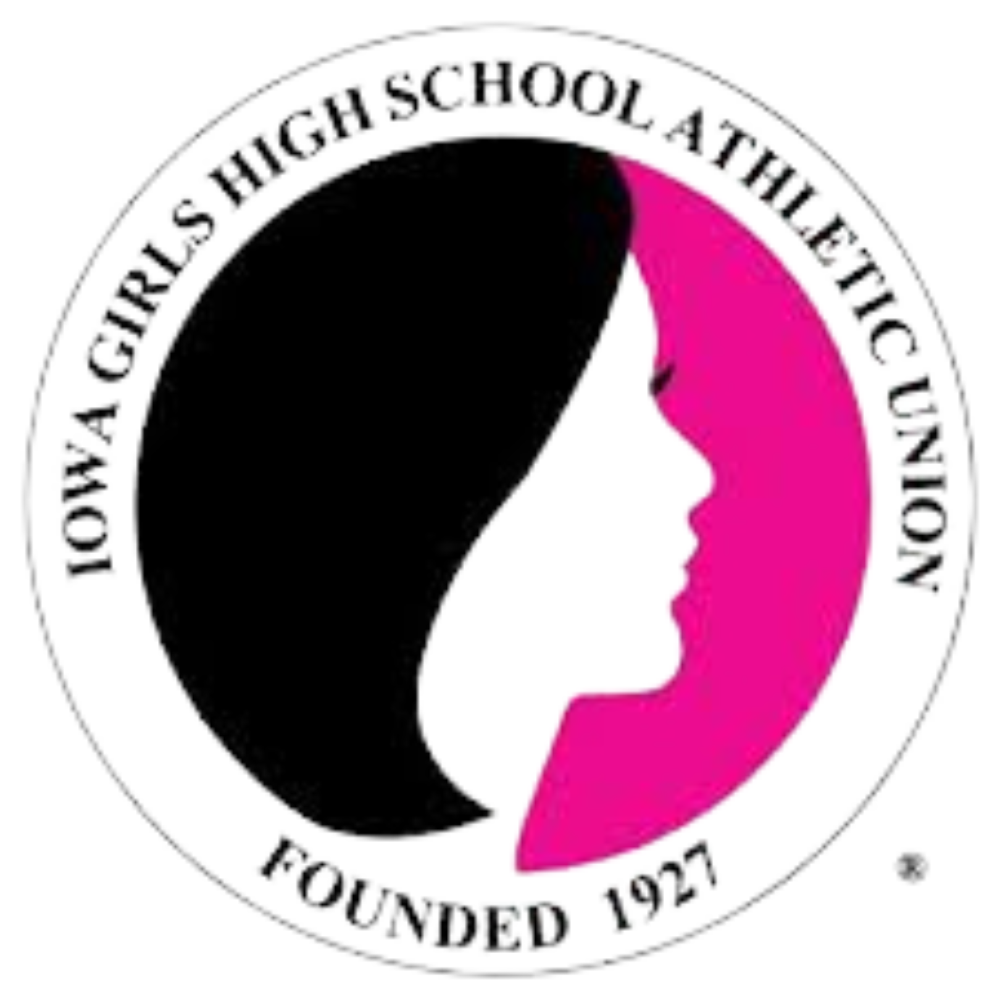 IOWA GIRLS HIGH SCHOOL ATHLETIC UNION
FOUNDED 1927
®